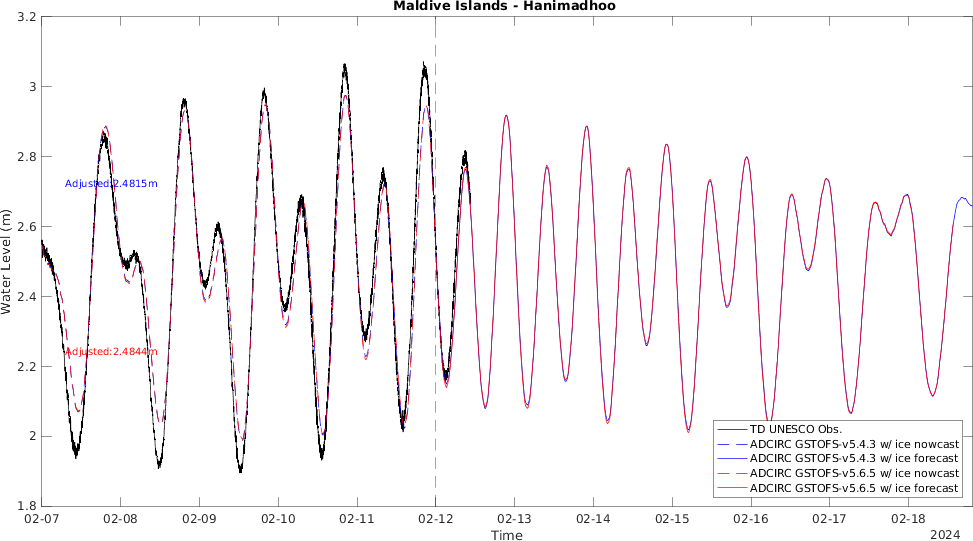 Maldive Islands - Hanimadhoo
3.2
3
2.8
2.6
2.4
2.2
2
1.8
Water Level (m)
Adjusted:2.4815m
Adjusted:2.4844m
TD UNESCO Obs.
ADCIRC GSTOFS-v5.4.3 w/ ice nowcast
ADCIRC GSTOFS-v5.4.3 w/ ice forecast
ADCIRC GSTOFS-v5.6.5 w/ ice nowcast
ADCIRC GSTOFS-v5.6.5 w/ ice forecast
02-07 02-08 02-09 02-10 02-11 02-12 02-13 02-14 02-15 02-16 02-17 02-18
Time
2024